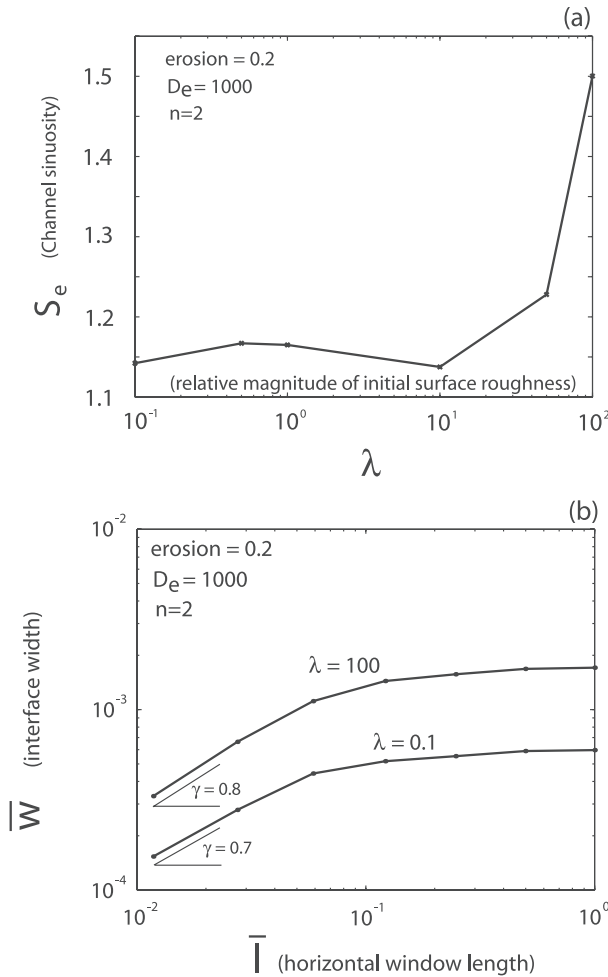 (a)
erosion = 0.2
De = 1000
n=2
1.5
1.4
1.3
1.2
1.1
Se (Channel sinuosity)
(relative magnitude of initial surface roughness)
10⁻¹ 10⁰ 10¹ 10²
λ
(b)
erosion = 0.2
De = 1000
n=2
10⁻²
10⁻³
10⁻⁴
W̅ (interface width)
λ = 100
λ = 0.1
γ = 0.8
γ = 0.7
10⁻² 10⁻¹ 10⁰
l̅ (horizontal window length)